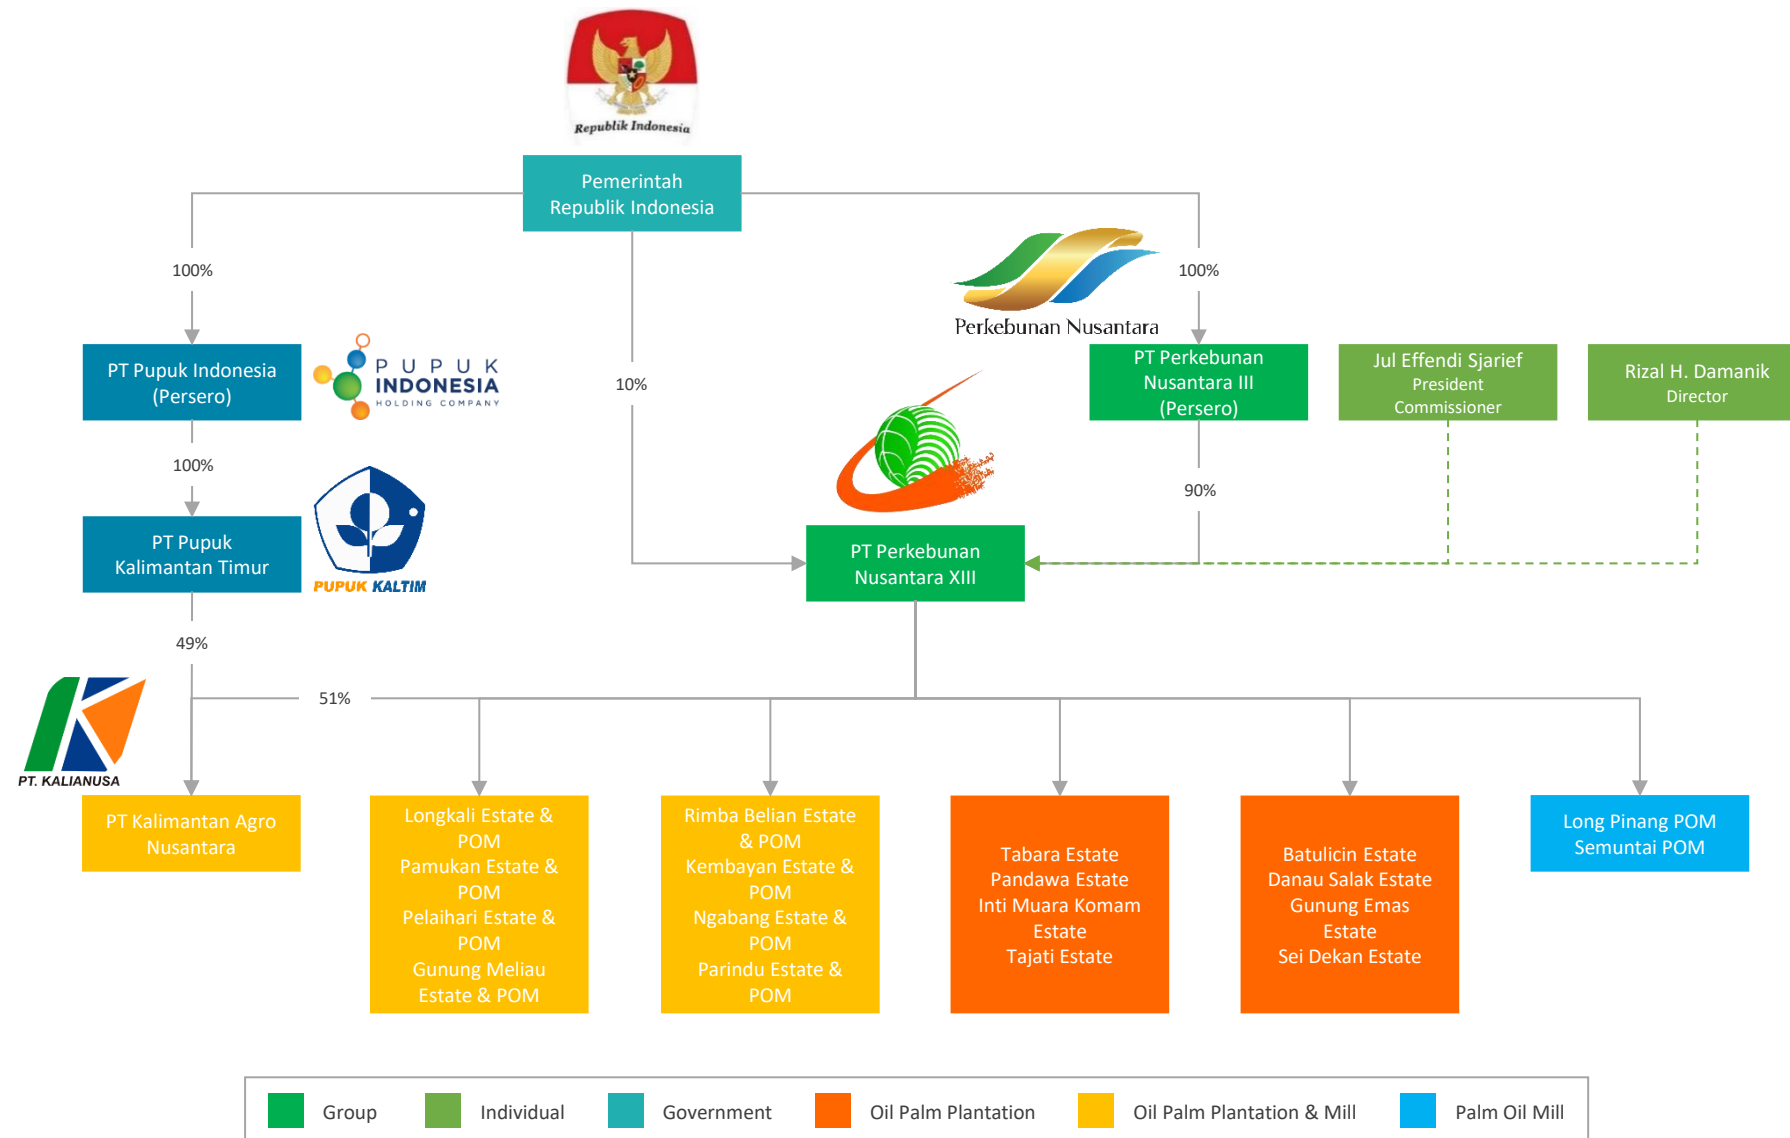 Republik Indonesia
Pemerintah
Republik Indonesia
100%
100%
Perkebunan Nusantara
PT Pupuk Indonesia
(Persero)
PUPUK
INDONESIA
HOLDING COMPANY
10%
PT Perkebunan
Nusantara III
(Persero)
Jul Effendi Sjarief
President
Commissioner
Rizal H. Damanik
Director
100%
90%
PT Pupuk
Kalimantan Timur
PUPUK KALTIM
PT Perkebunan
Nusantara XIII
49%
51%
PT. KALIANUSA
PT Kalimantan Agro
Nusantara
Longkali Estate &
POM
Pamukan Estate &
POM
Pelaihari Estate &
POM
Gunung Meliau
Estate & POM
Rimba Belian Estate
& POM
Kembayan Estate &
POM
Ngabang Estate &
POM
Parindu Estate &
POM
Tabara Estate
Pandawa Estate
Inti Muara Komam
Estate
Tajati Estate
Batulicin Estate
Danau Salak Estate
Gunung Emas
Estate
Sei Dekan Estate
Long Pinang POM
Semuntai POM
Group
Individual
Government
Oil Palm Plantation
Oil Palm Plantation & Mill
Palm Oil Mill